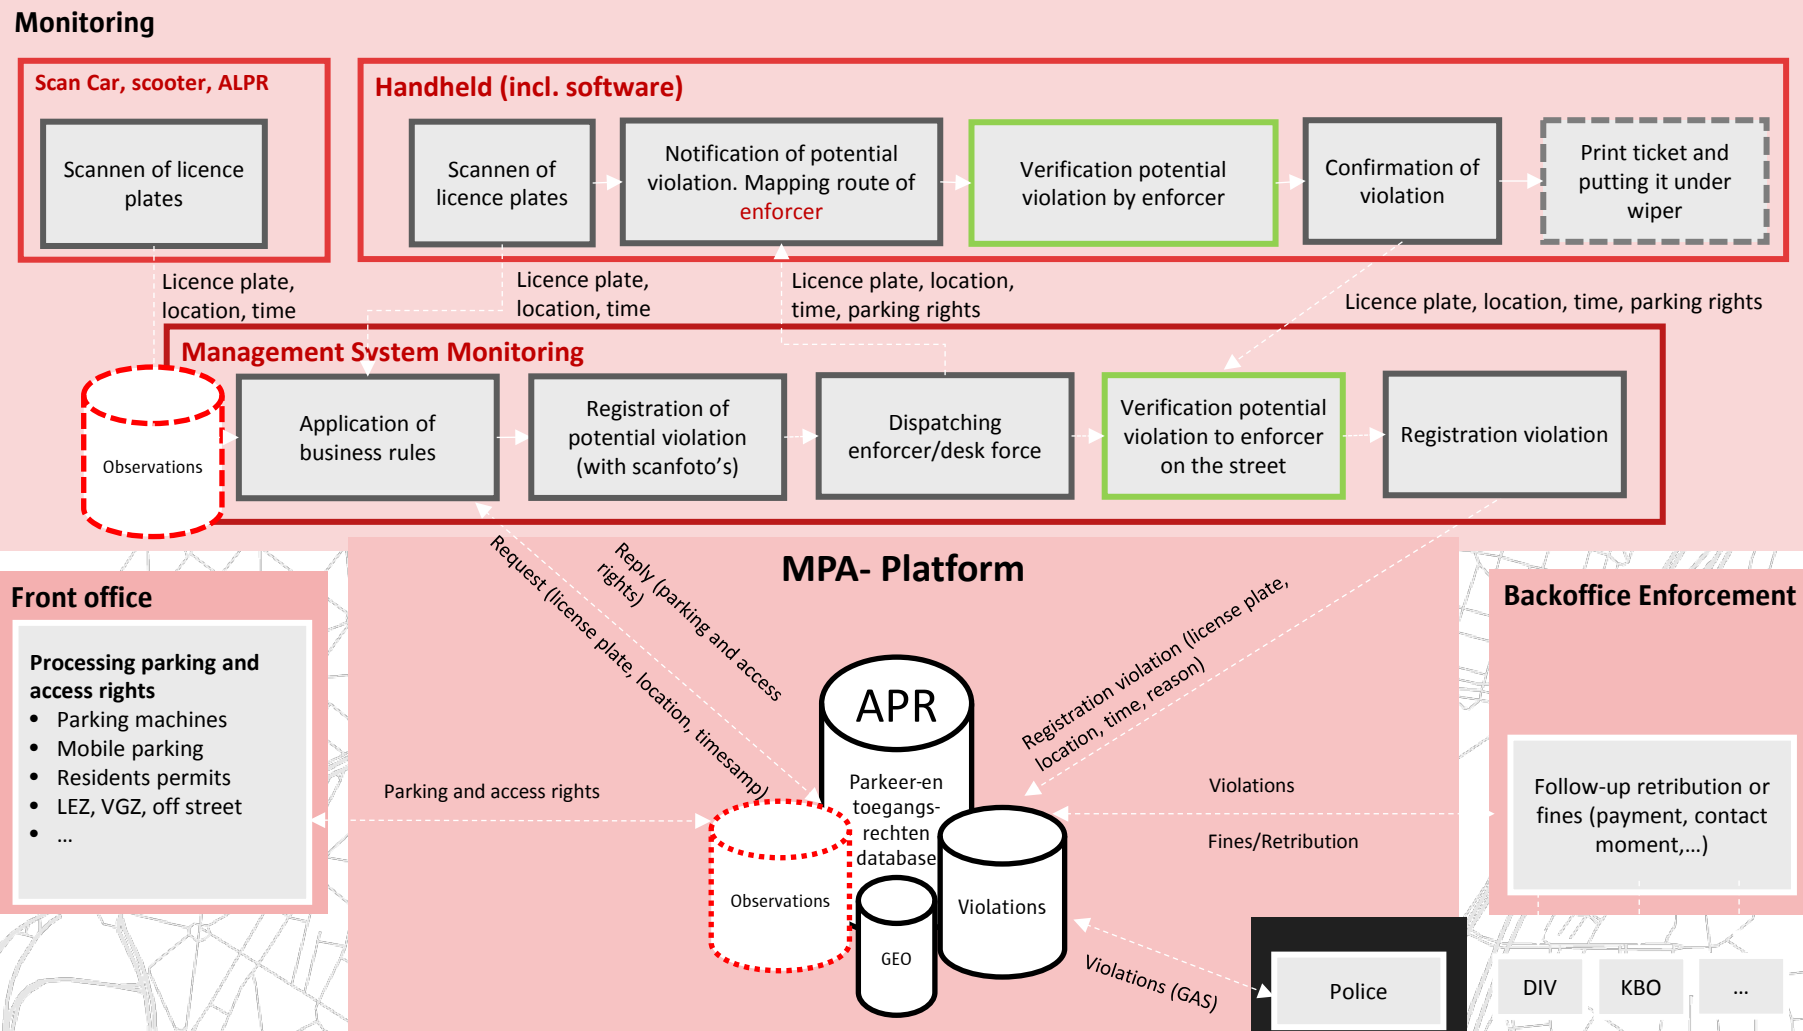 Monitoring
Scan Car, scooter, ALPR
Scannen of licence
plates
Handheld (incl. software)
Scannen of
licence plates
Notification of potential
violation. Mapping route of
enforcer
Verification potential
violation by enforcer
Confirmation of
violation
Print ticket and
putting it under
wiper
Licence plate,
location, time
Licence plate,
location, time
Licence plate, location,
time, parking rights
Licence plate, location, time, parking rights
Management System Monitoring
Observations
Application of
business rules
Registration of
potential violation
(with scanfoto's)
Dispatching
enforcer/desk force
Verification potential
violation to enforcer
on the street
Registration violation
Front office
Processing parking and
access rights
• Parking machines
• Mobile parking
• Residents permits
• LEZ, VGZ, off street
• ...
MPA- Platform
Request (license plate, location, timesamp)
Reply (parking and access
rights)
Registration violation (license plate,
location, time, reason)
Parking and access rights
APR
Parkeer-en
toegangs-
rechten
database
Observations
GEO
Violations
Violations
Fines/Retribution
Violations (GAS)
Police
Backoffice Enforcement
Follow-up retribution or
fines (payment, contact
moment,...)
DIV
KBO
...